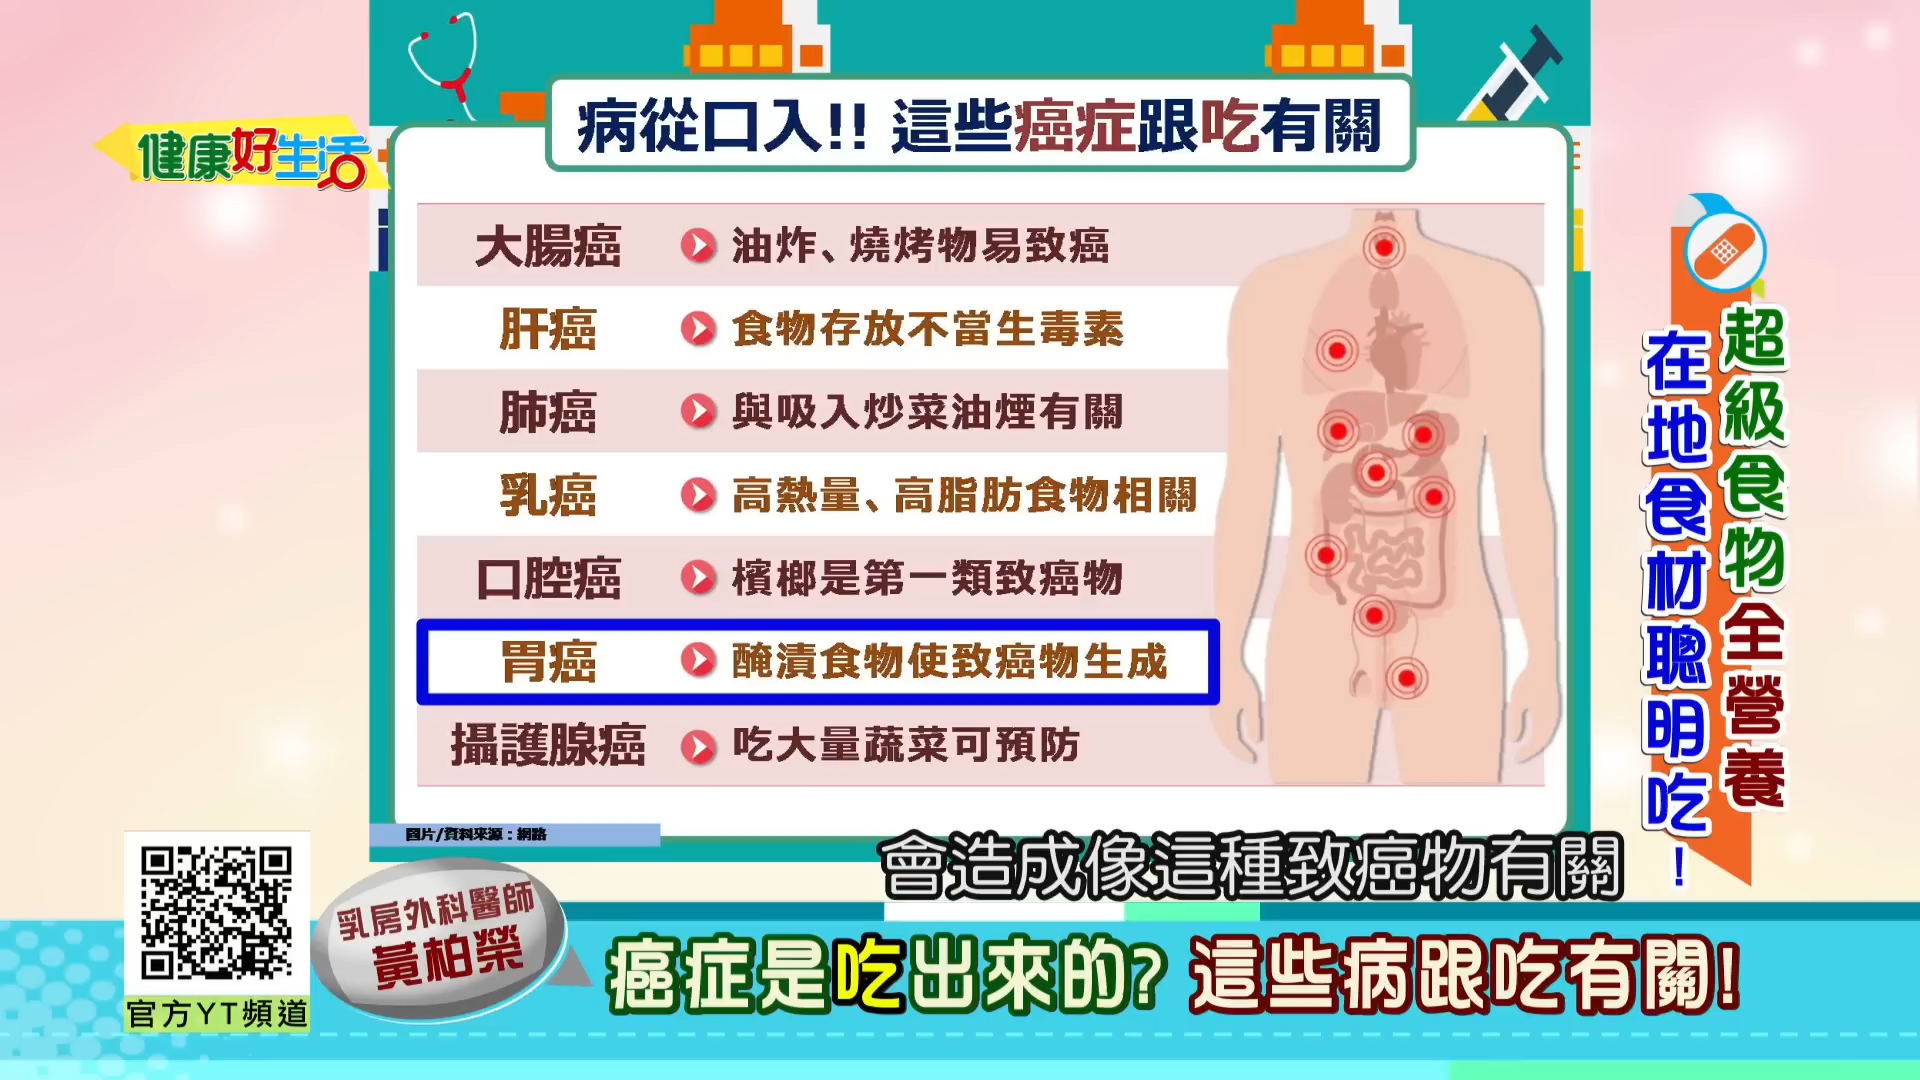 健康好生活
病從口入!! 這些癌症跟吃有關
大腸癌 油炸、燒烤物易致癌
肝癌 食物存放不當生毒素
肺癌 與吸入炒菜油煙有關
乳癌 高熱量、高脂肪食物相關
口腔癌 檳榔是第一類致癌物
胃癌 醃漬食物使致癌物生成
攝護腺癌 吃大量蔬菜可預防
圖片/資料來源：網路
超級食物全營養
在地食材聰明吃!
會造成像這種致癌物有關
官方YT頻道
乳房外科醫師
黃柏榮
癌症是吃出來的? 這些病跟吃有關!